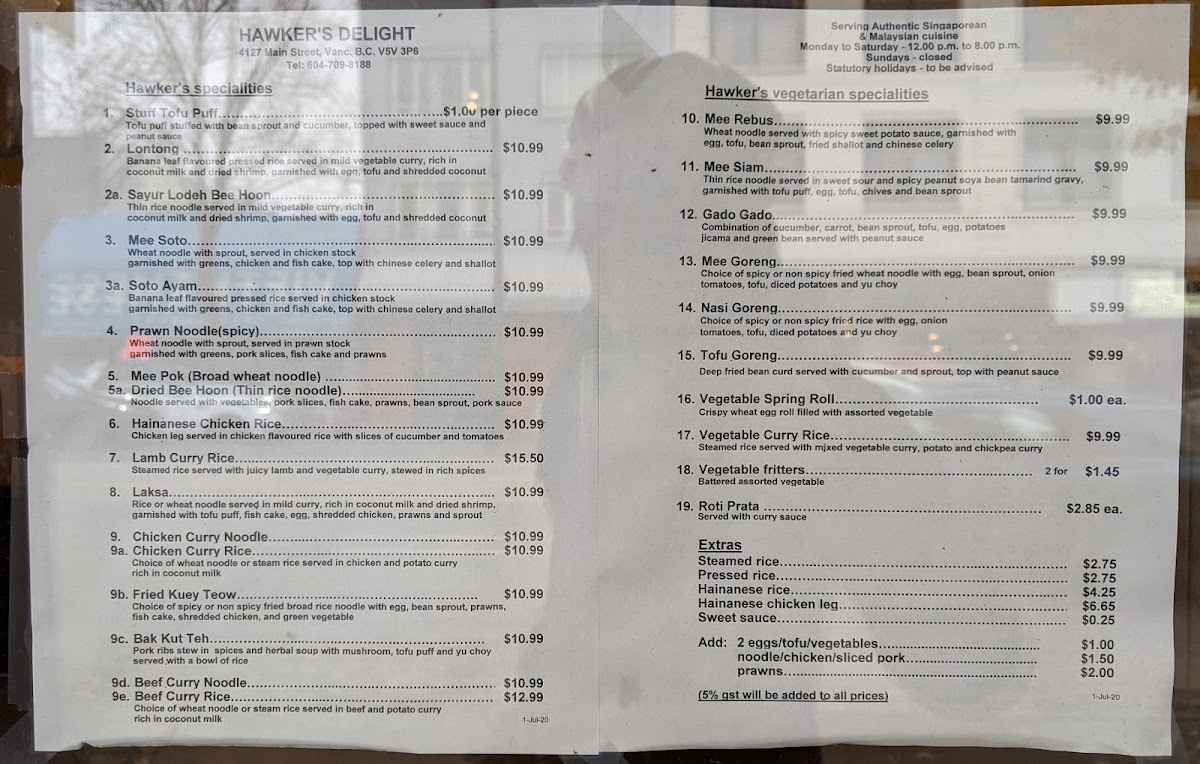 HAWKER'S DELIGHT
4127 Main Street, Vanc. B.C. V5V 3P6
Tel: 604-709-8188
Hawker's specialities
1. Stuff Tofu Puff..........$1.00 per piece
Tofu puff stuffed with bean sprout and cucumber, topped with sweet sauce and
peanut sauce
2. Lontong.......... $10.99
Banana leaf flavoured pressed rice served in mild vegetable curry, rich in
coconut milk and dried shrimp, garnished with egg, tofu and shredded coconut
2a. Sayur Lodeh Bee Hoon.......... $10.99
Thin rice noodle served in mild vegetable curry, rich in
coconut milk and dried shrimp, garnished with egg, tofu and shredded coconut
3. Mee Soto.......... $10.99
Wheat noodle with sprout, served in chicken stock
garnished with greens, chicken and fish cake, top with chinese celery and shallot
3a. Soto Ayam.......... $10.99
Banana leaf flavoured pressed rice served in chicken stock
garnished with greens, chicken and fish cake, top with chinese celery and shallot
4. Prawn Noodle(spicy).......... $10.99
Wheat noodle with sprout, served in prawn stock
garnished with greens, pork slices, fish cake and prawns
5. Mee Pok (Broad wheat noodle) .......... $10.99
5a. Dried Bee Hoon (Thin rice noodle).......... $10.99
Noodle served with vegetables, pork slices, fish cake, prawns, bean sprout, pork sauce
6. Hainanese Chicken Rice.......... $10.99
Chicken leg served in chicken flavoured rice with slices of cucumber and tomatoes
7. Lamb Curry Rice.......... $15.50
Steamed rice served with juicy lamb and vegetable curry, stewed in rich spices
8. Laksa.......... $10.99
Rice or wheat noodle served in mild curry, rich in coconut milk and dried shrimp,
garnished with tofu puff, fish cake, egg, shredded chicken, prawns and sprout
9. Chicken Curry Noodle.......... $10.99
9a. Chicken Curry Rice.......... $10.99
Choice of wheat noodle or steam rice served in chicken and potato curry
rich in coconut milk
9b. Fried Kuey Teow.......... $10.99
Choice of spicy or non spicy fried broad rice noodle with egg, bean sprout, prawns,
fish cake, shredded chicken, and green vegetable
9c. Bak Kut Teh.......... $10.99
Pork ribs stew in spices and herbal soup with mushroom, tofu puff and yu choy
served with a bowl of rice
9d. Beef Curry Noodle.......... $10.99
9e. Beef Curry Rice.......... $12.99
Choice of wheat noodle or steam rice served in beef and potato curry
rich in coconut milk
1-Jul-20
Serving Authentic Singaporean
& Malaysian cuisine
Monday to Saturday - 12.00 p.m. to 8.00 p.m.
Sundays - closed
Statutory holidays - to be advised
Hawker's vegetarian specialities
10. Mee Rebus.......... $9.99
Wheat noodle served with spicy sweet potato sauce, garnished with
egg, tofu, bean sprout, fried shallot and chinese celery
11. Mee Siam.......... $9.99
Thin rice noodle served in sweet sour and spicy peanut soya bean tamarind gravy,
garnished with tofu puff, egg, tofu, chives and bean sprout
12. Gado Gado.......... $9.99
Combination of cucumber, carrot, bean sprout, tofu, egg, potatoes
jicama and green bean served with peanut sauce
13. Mee Goreng.......... $9.99
Choice of spicy or non spicy fried wheat noodle with egg, bean sprout, onion
tomatoes, tofu, diced potatoes and yu choy
14. Nasi Goreng.......... $9.99
Choice of spicy or non spicy fried rice with egg, onion
tomatoes, tofu, diced potatoes and yu choy
15. Tofu Goreng.......... $9.99
Deep fried bean curd served with cucumber and sprout, top with peanut sauce
16. Vegetable Spring Roll.......... $1.00 ea.
Crispy wheat egg roll filled with assorted vegetable
17. Vegetable Curry Rice.......... $9.99
Steamed rice served with mixed vegetable curry, potato and chickpea curry
18. Vegetable fritters.......... 2 for $1.45
Battered assorted vegetable
19. Roti Prata .......... $2.85 ea.
Served with curry sauce
Extras
Steamed rice.......... $2.75
Pressed rice.......... $2.75
Hainanese rice.......... $4.25
Hainanese chicken leg.......... $6.65
Sweet sauce.......... $0.25
Add: 2 eggs/tofu/vegetables.......... $1.00
noodle/chicken/sliced pork.......... $1.50
prawns.......... $2.00
(5% gst will be added to all prices)
1-Jul-20